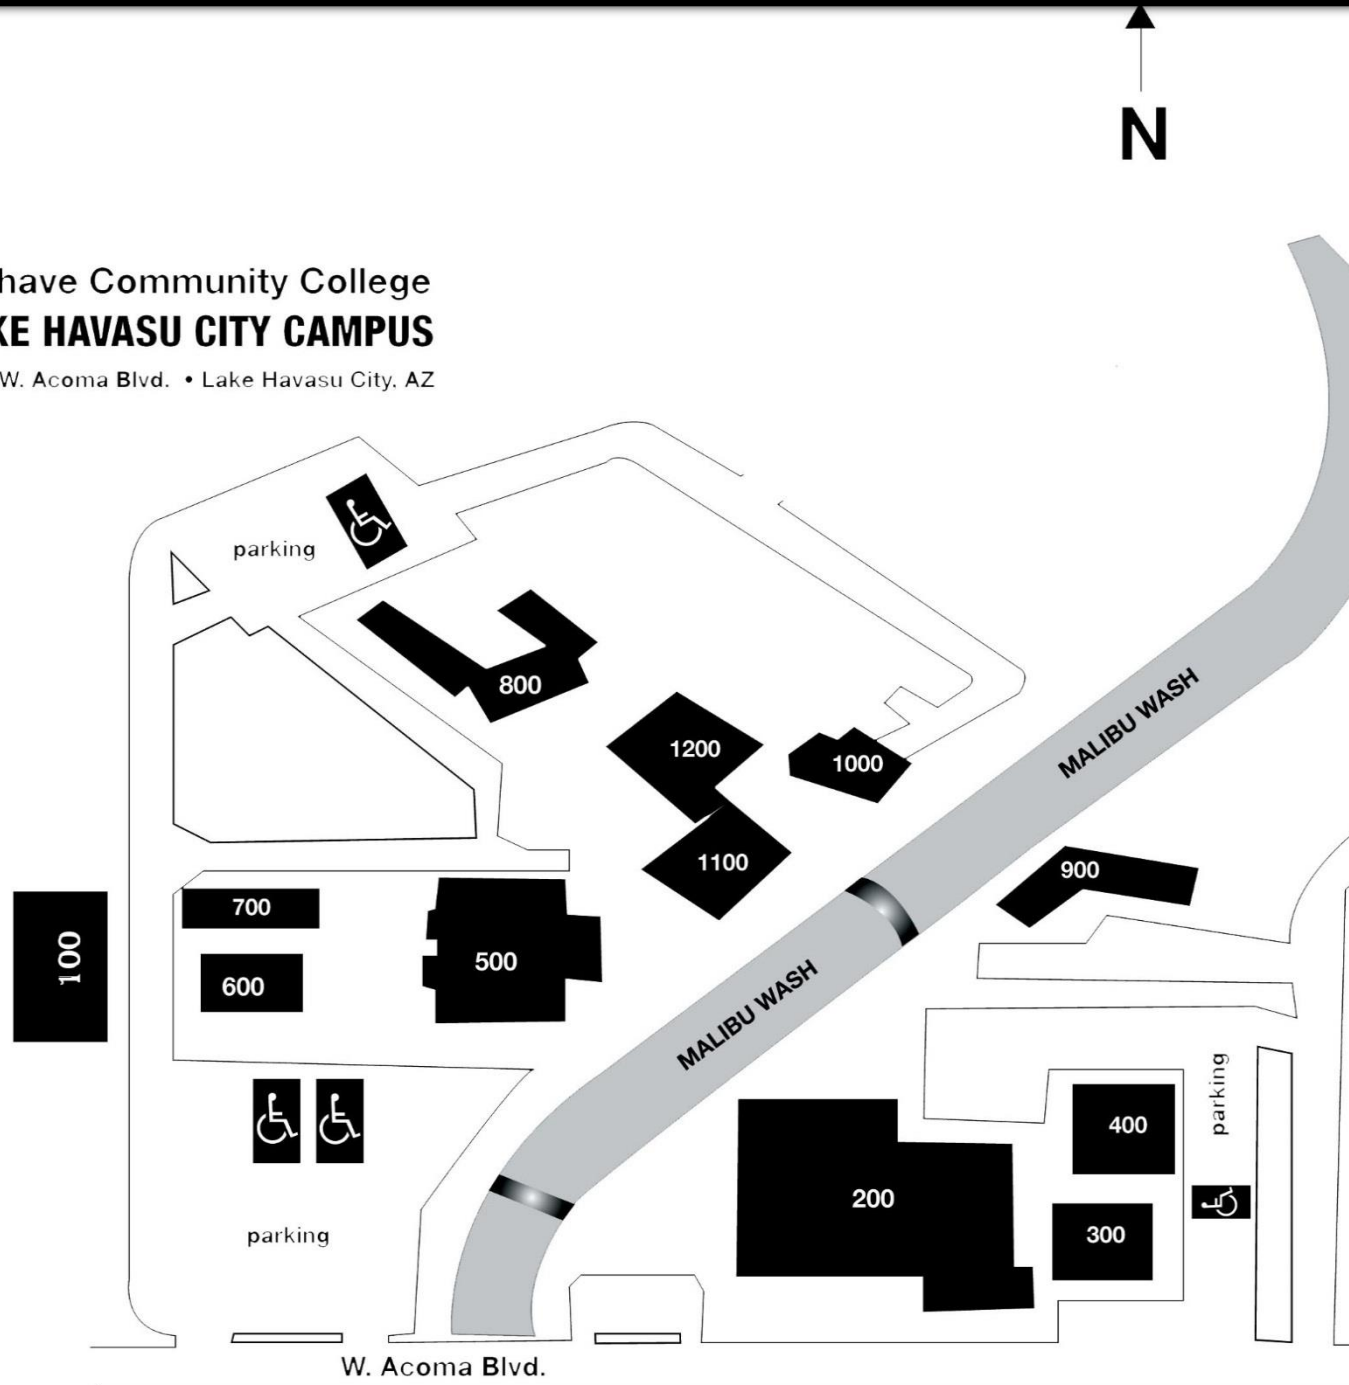 N
have Community College
KE HAVASU CITY CAMPUS
W. Acoma Blvd. • Lake Havasu City, AZ
parking
800
1200
1000
MALIBU WASH
1100
900
700
100
500
600
MALIBU WASH
parking
400
200
300
parking
W. Acoma Blvd.